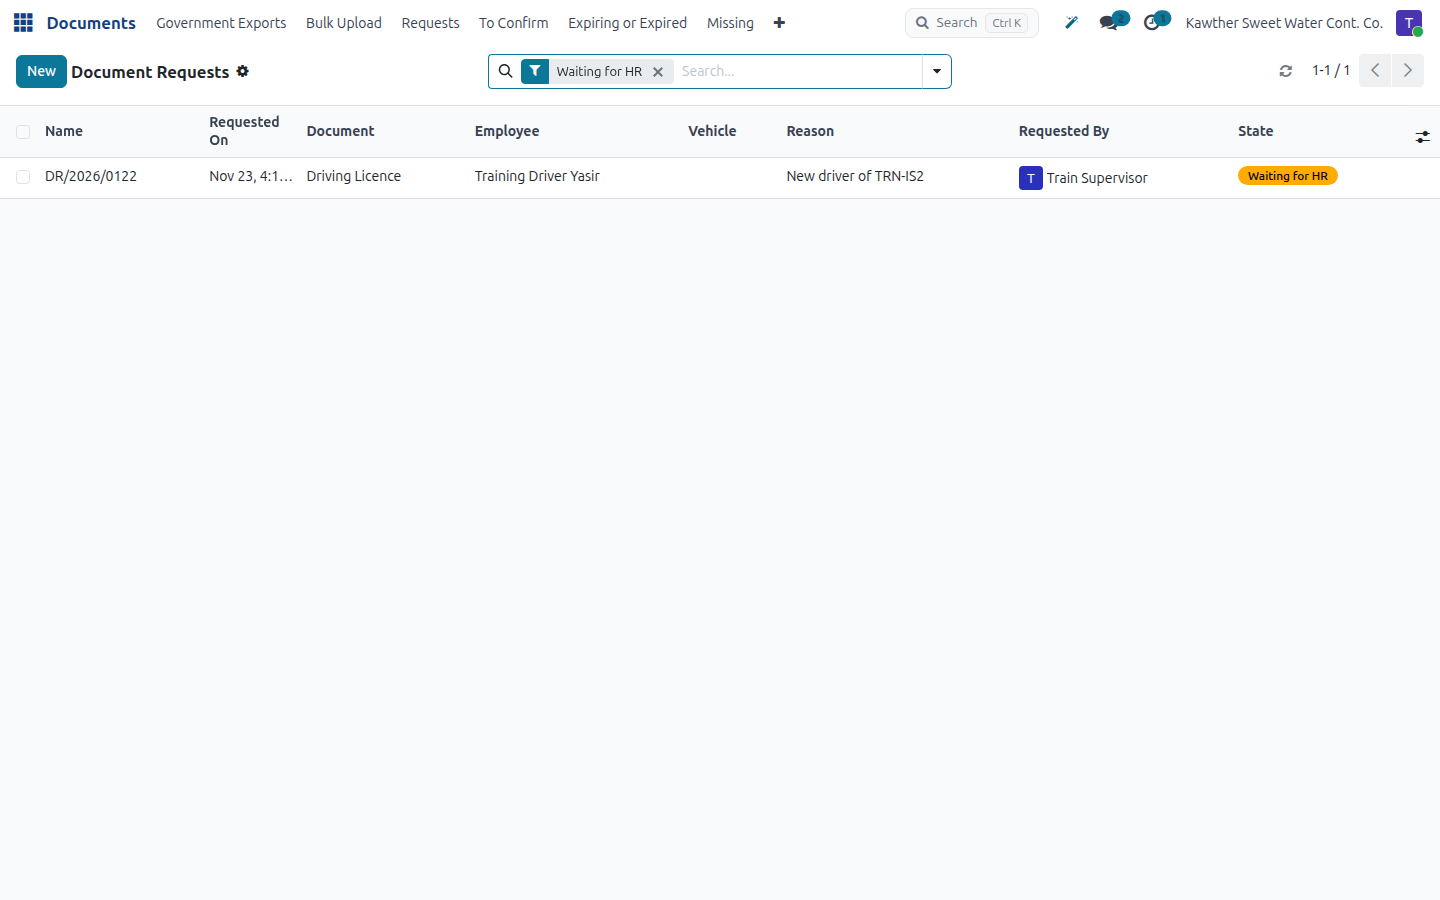 Documents Government Exports Bulk Upload Requests To Confirm Expiring or Expired Missing Search Ctrl K 2 1 Kawther Sweet Water Cont. Co. T
New Document Requests Waiting for HR Search... 1-1 / 1
Name Requested On Document Employee Vehicle Reason Requested By State
DR/2026/0122 Nov 23, 4:1... Driving Licence Training Driver Yasir New driver of TRN-IS2 T Train Supervisor Waiting for HR